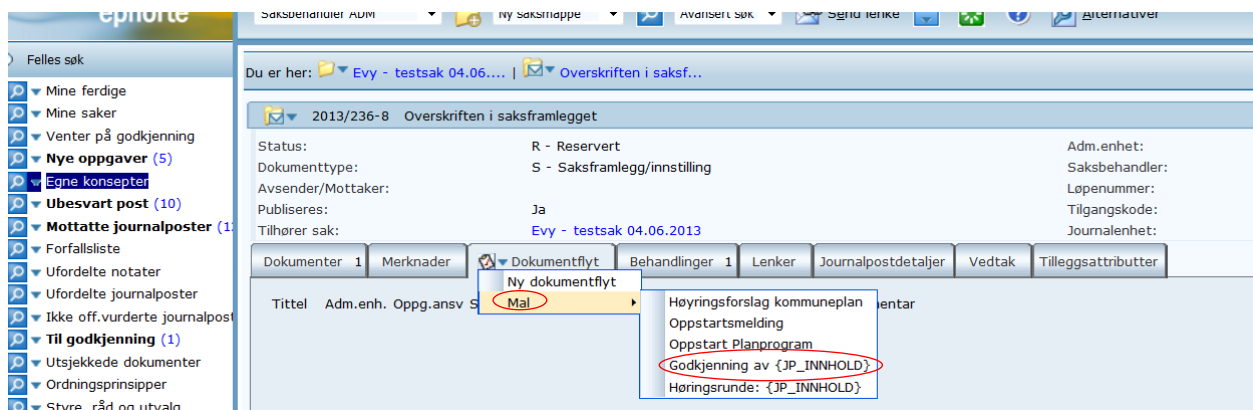 ephorte
Saksbehandler ADM Ny saksmappe Avansert søk Send lenke Alternativer
Felles søk
Mine ferdige
Mine saker
Venter på godkjenning
Nye oppgaver (5)
Egne konsepter
Ubesvart post (10)
Mottatte journalposter
Forfallsliste
Ufordelte notater
Ufordelte journalposter
Ikke off.vurderte journalpost
Til godkjenning (1)
Utsjekkede dokumenter
Ordningsprinsipper
Styre, råd og utvalg
Du er her: Evy - testsak 04.06.... | Overskriften i saksf...
2013/236-8 Overskriften i saksframlegget
Status: R - Reservert Adm.enhet:
Dokumenttype: S - Saksframlegg/innstilling Saksbehandler:
Avsender/Mottaker: Løpenummer:
Publiseres: Ja Tilgangskode:
Tilhører sak: Evy - testsak 04.06.2013 Journalenhet:
Dokumenter 1 Merknader Dokumentflyt Behandlinger 1 Lenker Journalpostdetaljer Vedtak Tilleggsattributter
Ny dokumentflyt
Tittel Adm.enh. Oppg.ansv S Mal Høyringsforslag kommuneplan entar
Oppstartsmelding
Oppstart Planprogram
Godkjenning av {JP_INNHOLD}
Høringsrunde: {JP_INNHOLD}